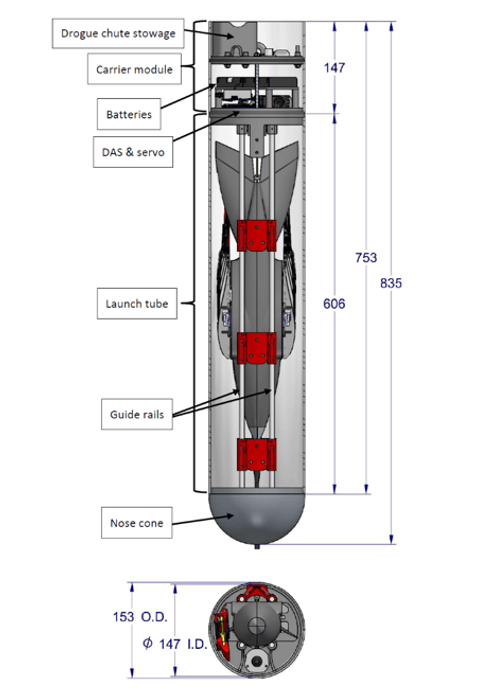 Drogue chute stowage
Carrier module
147
Batteries
DAS & servo
753
835
Launch tube
606
Guide rails
Nose cone
153 O.D.
ϕ 147 I.D.